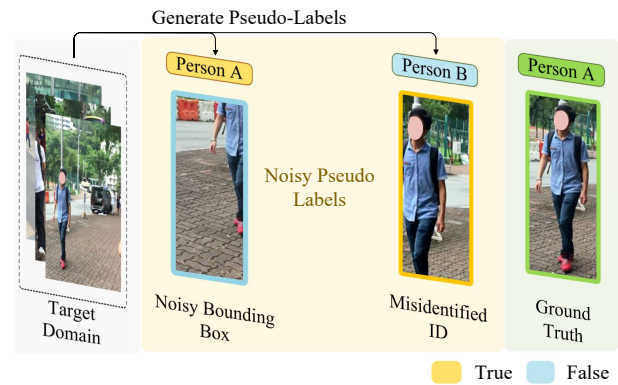 Generate Pseudo-Labels
Person A
Person B
Person A
Noisy Pseudo
Labels
Target
Domain
Noisy Bounding
Box
Misidentified
ID
Ground
Truth
True
False